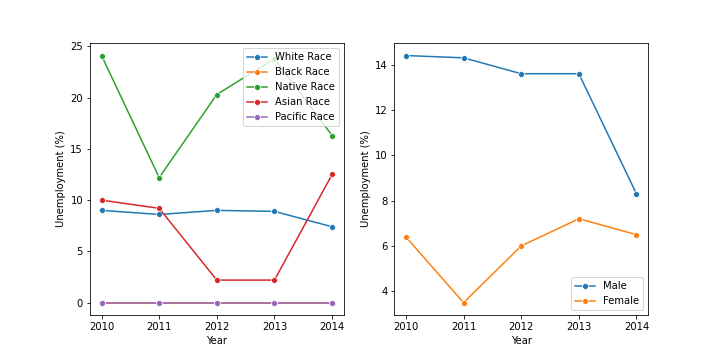 25
20
15
10
5
0
Unemployment (%)
2010 2011 2012 2013 2014
Year
White Race
Black Race
Native Race
Asian Race
Pacific Race
14
12
10
8
6
4
Unemployment (%)
2010 2011 2012 2013 2014
Year
Male
Female